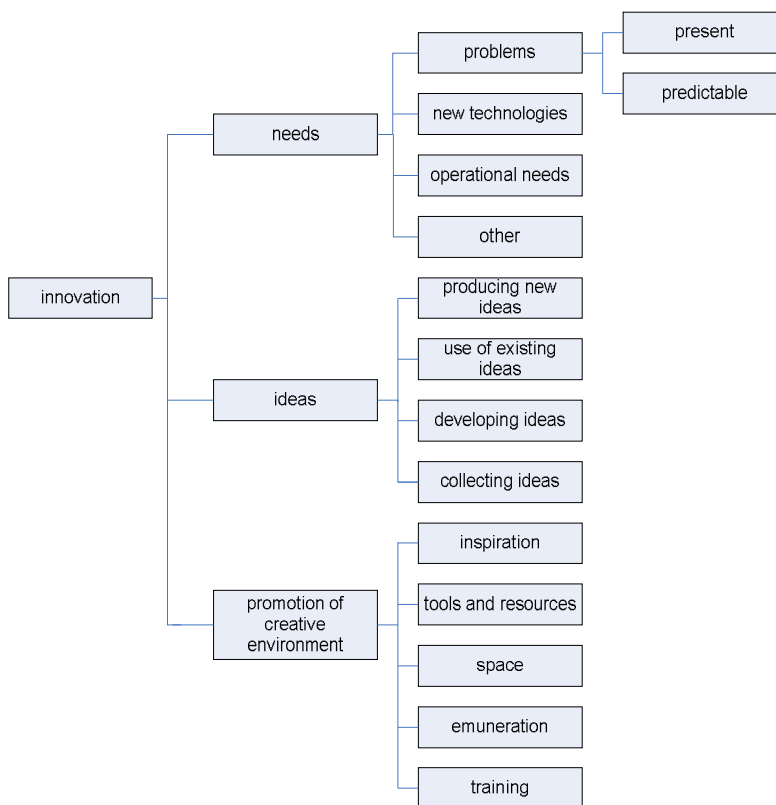 innovation
needs
problems
present
predictable
new technologies
operational needs
other
ideas
producing new
ideas
use of existing
ideas
developing ideas
collecting ideas
promotion of
creative
environment
inspiration
tools and resources
space
emuneration
training